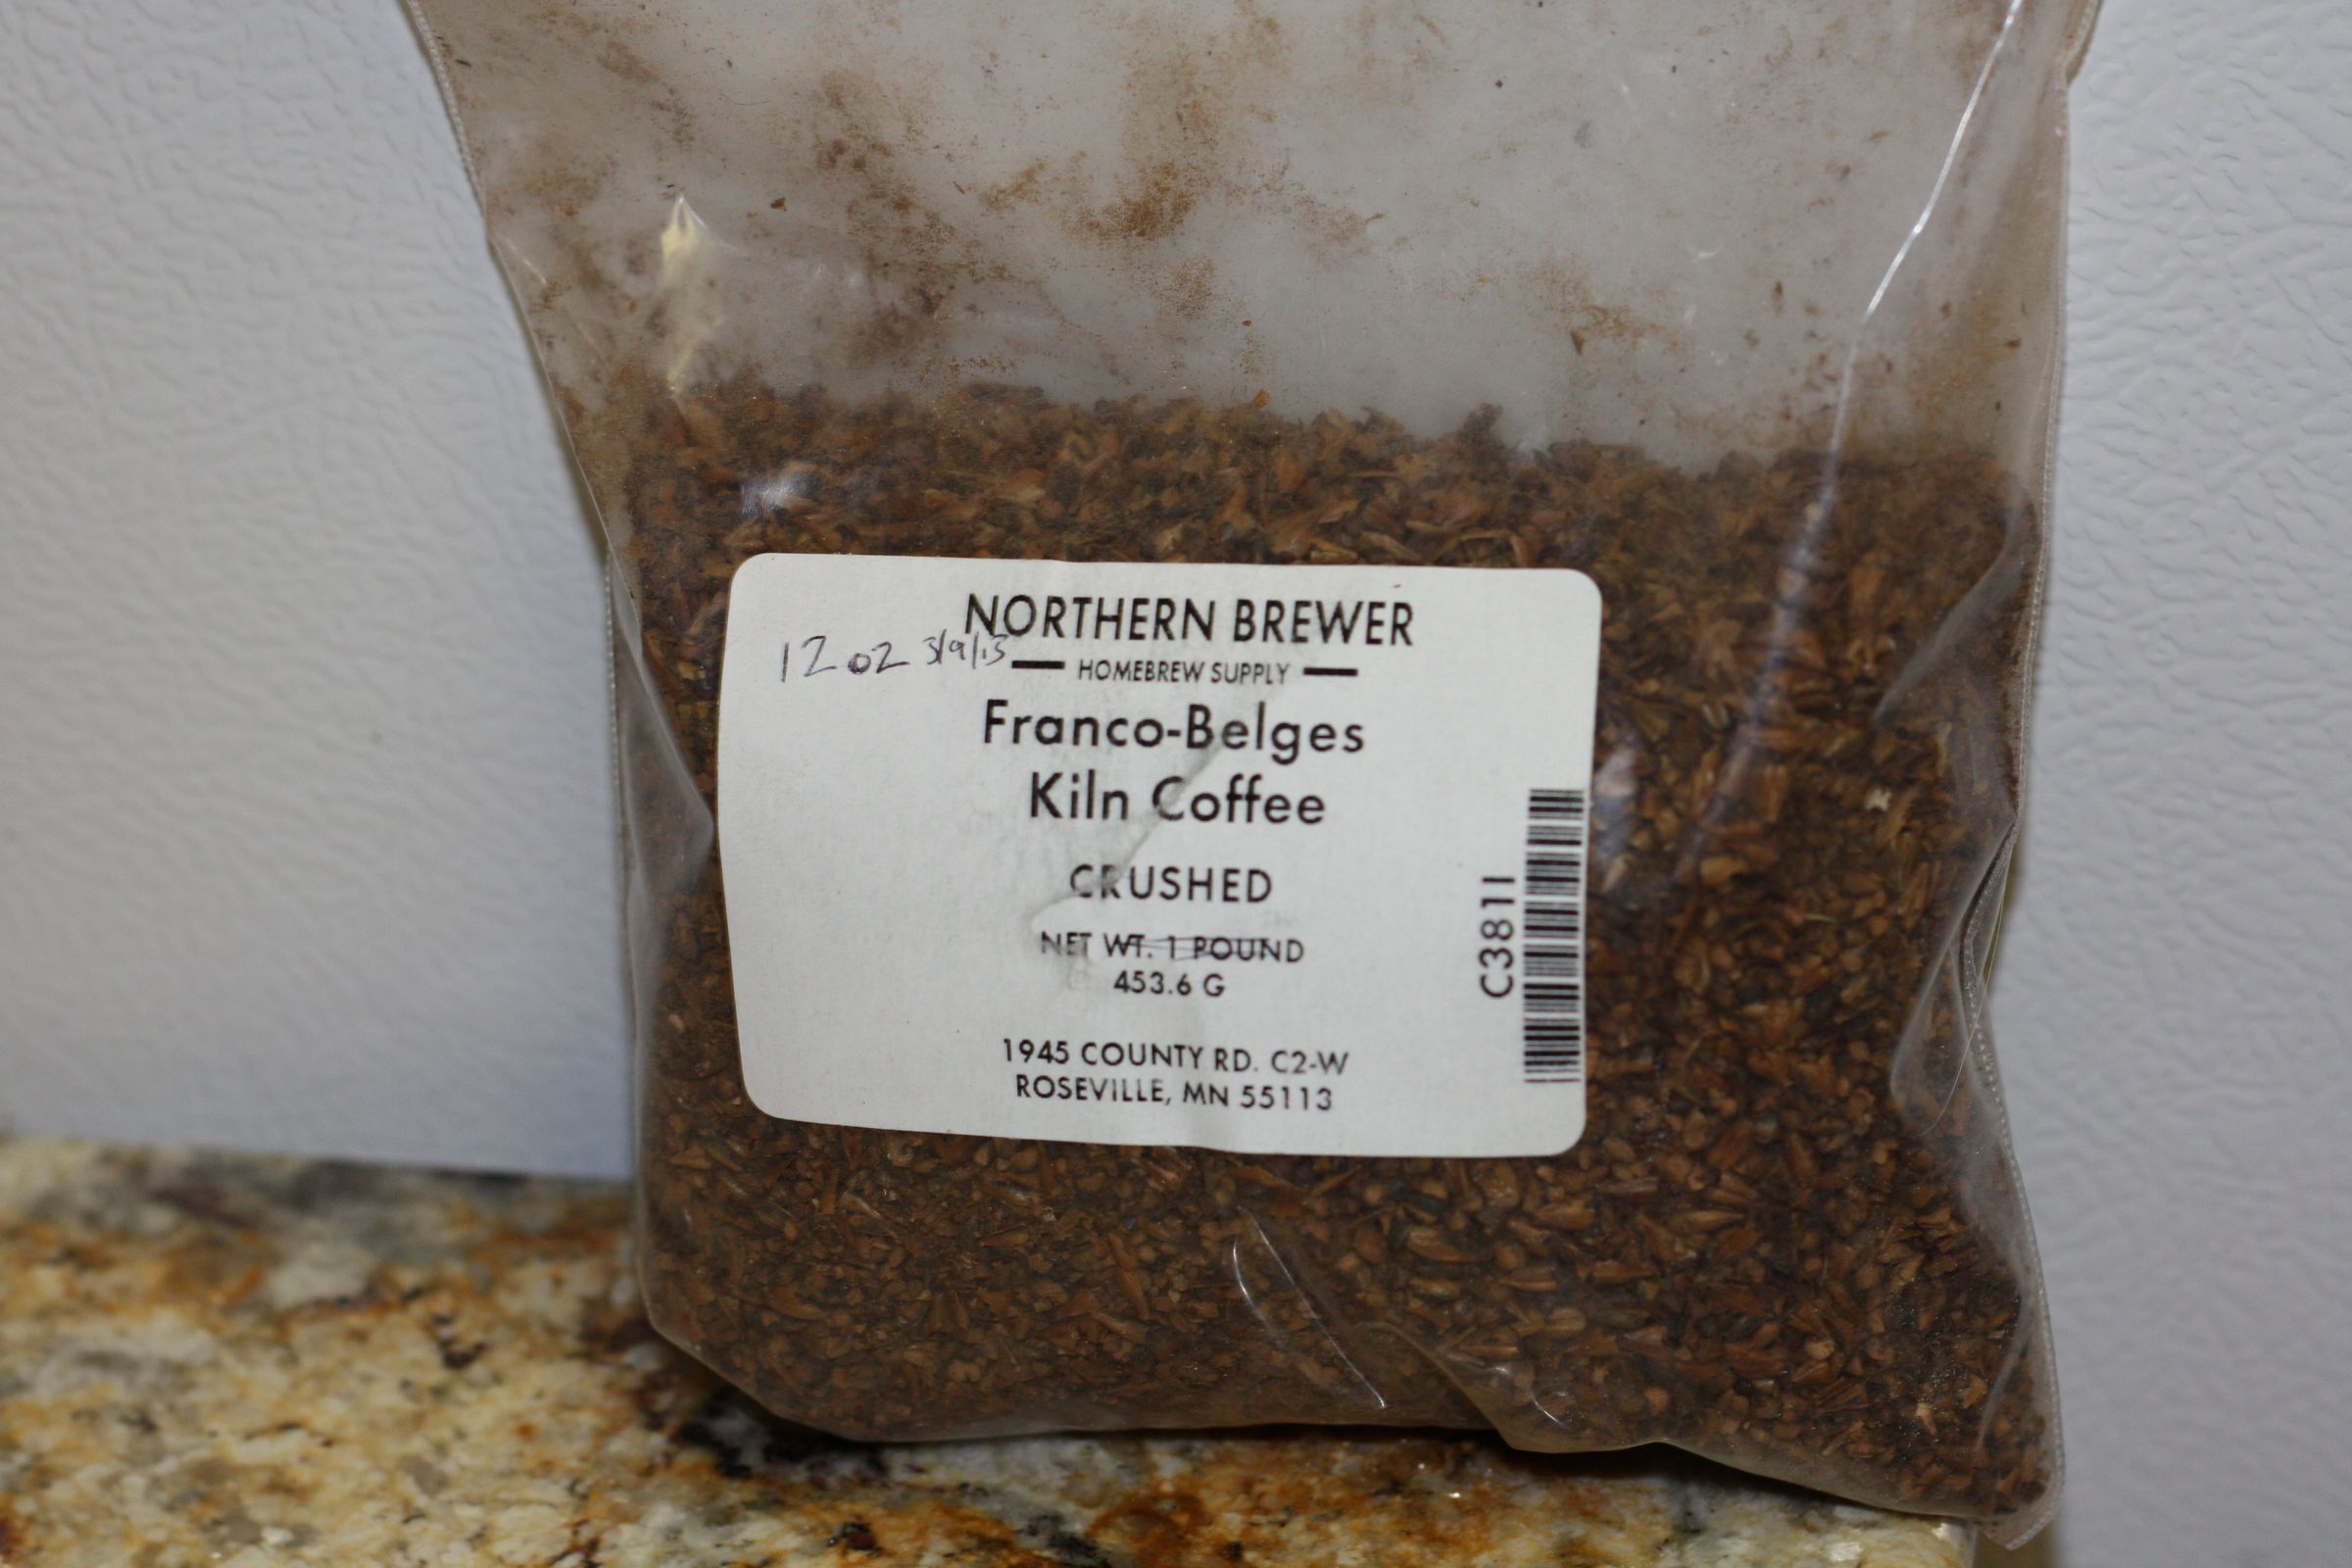 NORTHERN BREWER
12 oz 3/9/13
HOMEBREW SUPPLY
Franco-Belges
Kiln Coffee
CRUSHED
NET WT. 1 POUND
453.6 G
1945 COUNTY RD. C2-W
ROSEVILLE, MN 55113
C3811